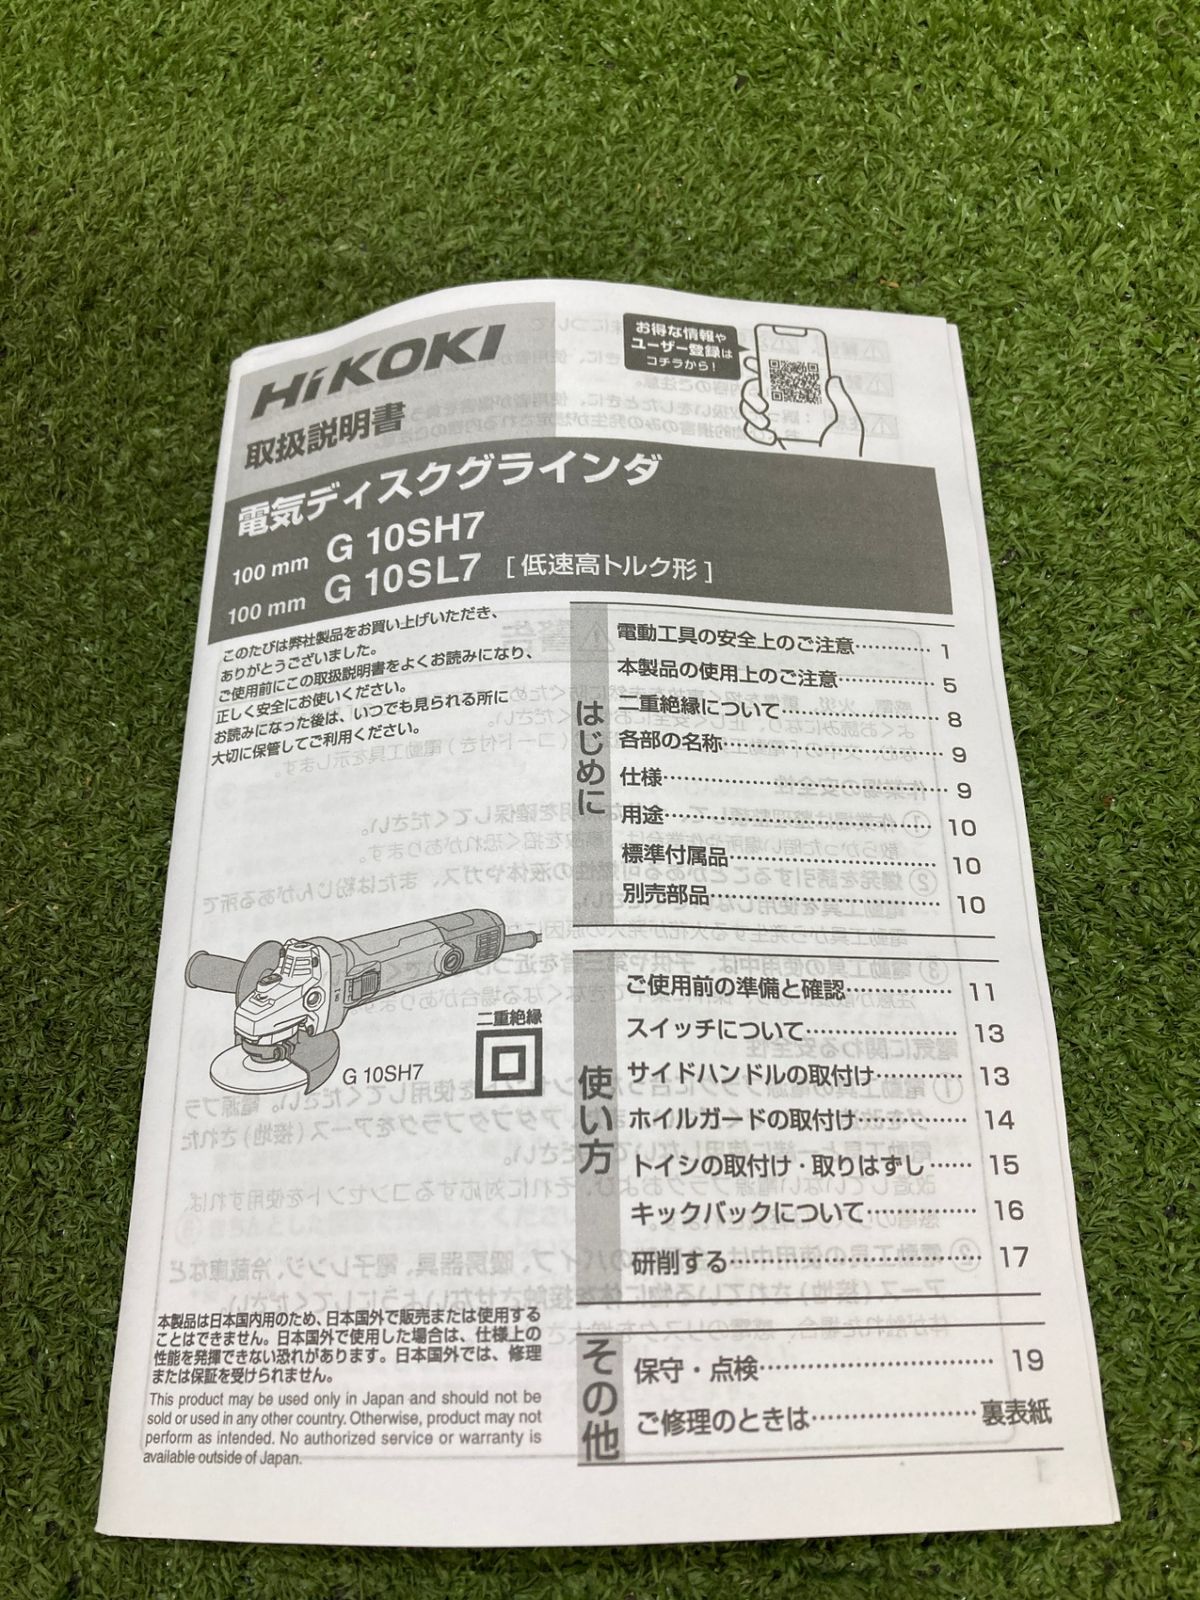 HiKOKI
取扱説明書
お得な情報や
ユーザー登録は
コチラから!
電気ディスクグラインダ
100 mm G 10SH7
100 mm G 10SL7 [低速高トルク形]
このたびは弊社製品をお買い上げいただき、
ありがとうございました。
ご使用前にこの取扱説明書をよくお読みになり、
正しく安全にお使いください。
お読みになった後は、いつでも見られる所に
大切に保管してご利用ください。
G 10SH7
二重絶縁
本製品は日本国内用のため、日本国外で販売または使用する
ことはできません。日本国外で使用した場合は、仕様上の
性能を発揮できない恐れがあります。日本国外では、修理
または保証を受けられません。
This product may be used only in Japan and should not be
sold or used in any other country. Otherwise, product may not
perform as intended. No authorized service or warranty is
available outside of Japan.
はじめに
電動工具の安全上のご注意………… 1
本製品の使用上のご注意…………… 5
二重絶縁について…………………… 8
各部の名称…………………………… 9
仕様…………………………………… 9
用途…………………………………… 10
標準付属品…………………………… 10
別売部品……………………………… 10
使い方
ご使用前の準備と確認……………… 11
スイッチについて…………………… 13
サイドハンドルの取付け…………… 13
ホイルガードの取付け……………… 14
トイシの取付け・取りはずし……… 15
キックバックについて……………… 16
研削する……………………………… 17
その他
保守・点検…………………………… 19
ご修理のときは…………………… 裏表紙